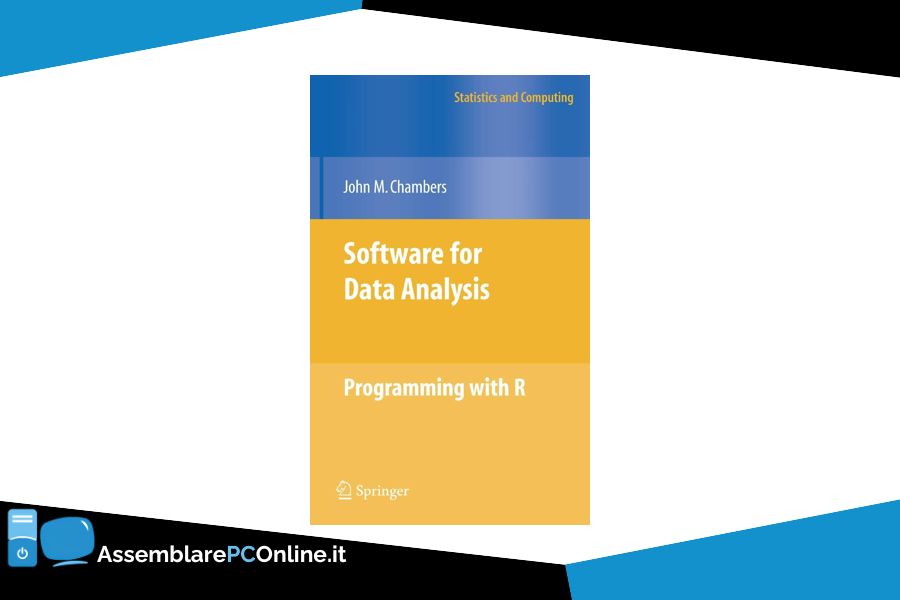 Statistics and Computing
John M. Chambers
Software for
Data Analysis
Programming with R
Springer
AssemblarePCOnline.it